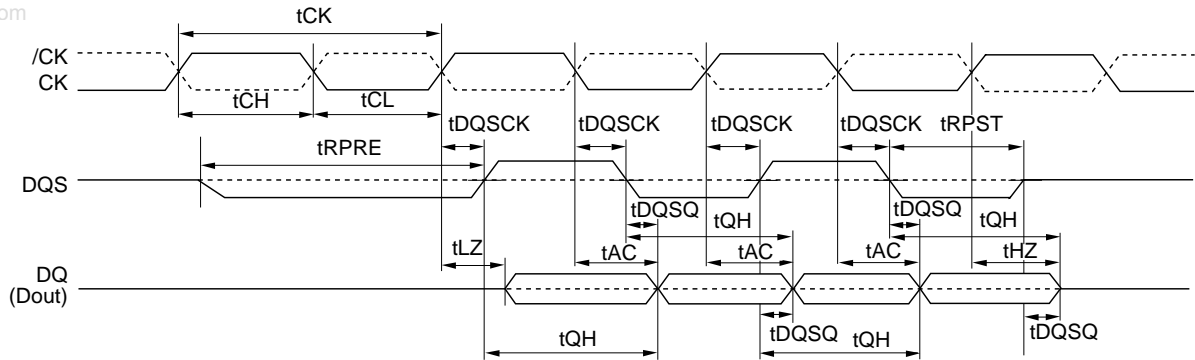 om
tCK
/CK
CK
tCH tCL
tDQSCK tDQSCK tDQSCK tDQSCK tRPST
tRPRE
DQS
tDQSQ tQH tDQSQ tQH
tLZ tAC tAC tAC tHZ
DQ
(Dout)
tQH tDQSQ tQH tDQSQ